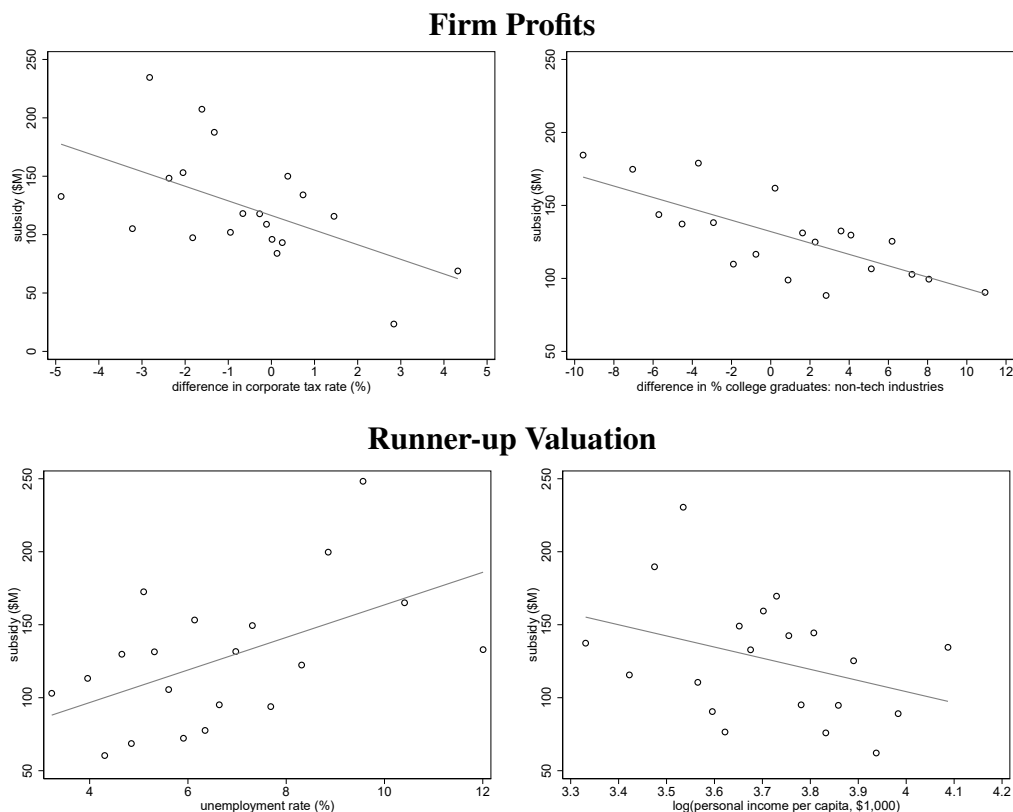 Firm Profits
subsidy ($M)
250
200
150
100
50
0
-5 -4 -3 -2 -1 0 1 2 3 4 5
difference in corporate tax rate (%)
subsidy ($M)
250
200
150
100
50
-10 -8 -6 -4 -2 0 2 4 6 8 10 12
difference in % college graduates: non-tech industries
Runner-up Valuation
subsidy ($M)
250
200
150
100
50
4 6 8 10 12
unemployment rate (%)
subsidy ($M)
250
200
150
100
50
3.3 3.4 3.5 3.6 3.7 3.8 3.9 4 4.1 4.2
log(personal income per capita, $1,000)